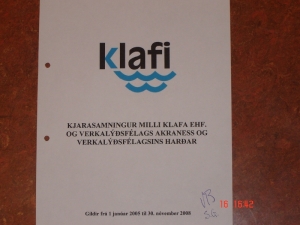 klafi
KJARASAMNINGUR MILLI KLAFA EHF.
OG VERKALÝÐSFÉLAGS AKRANESS OG
VERKALÝÐSFÉLAGSINS HARÐAR
Gildir frá 1 janúar 2005 til 30. nóvember 2008